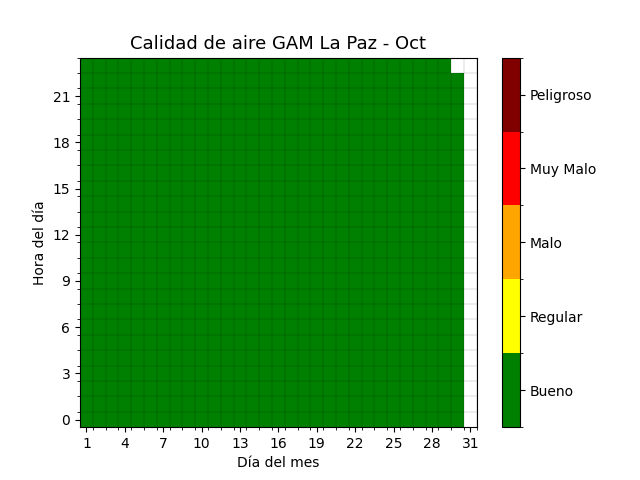 Calidad de aire GAM La Paz - Oct
21
18
15
12
9
6
3
0
Hora del día
1 4 7 10 13 16 19 22 25 28 31
Día del mes
Peligroso
Muy Malo
Malo
Regular
Bueno